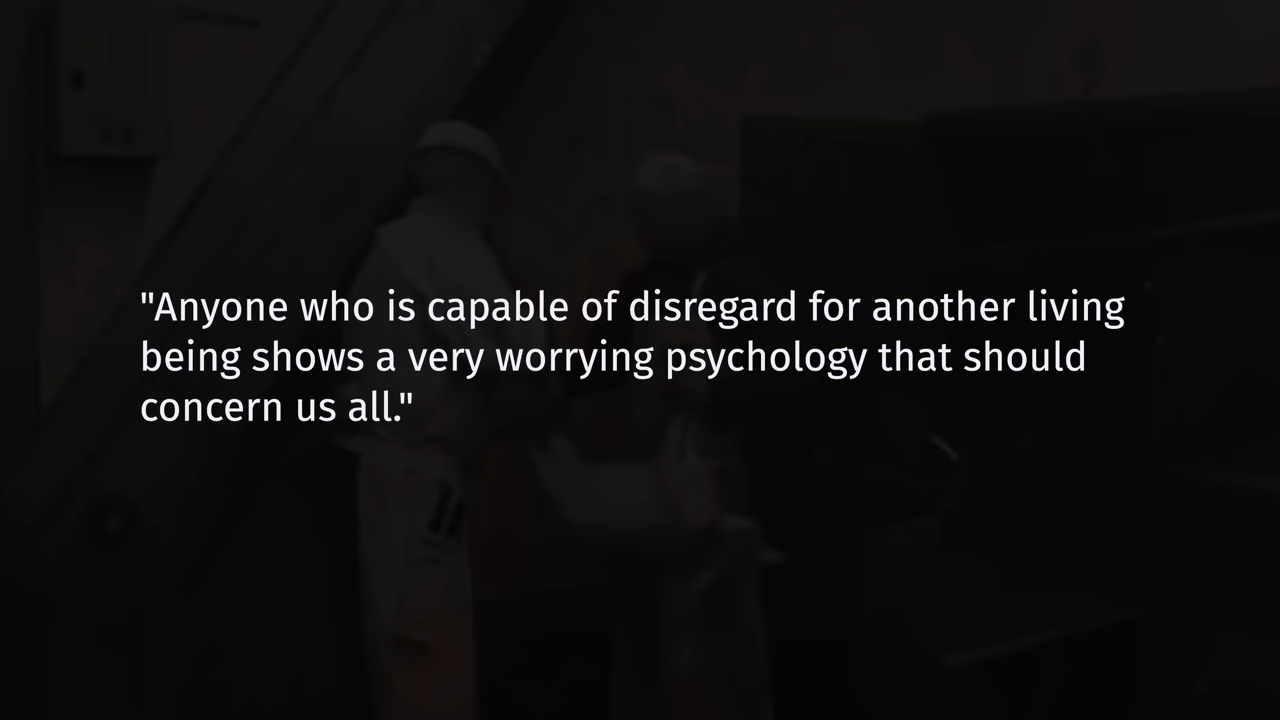 "Anyone who is capable of disregard for another living
being shows a very worrying psychology that should
concern us all."